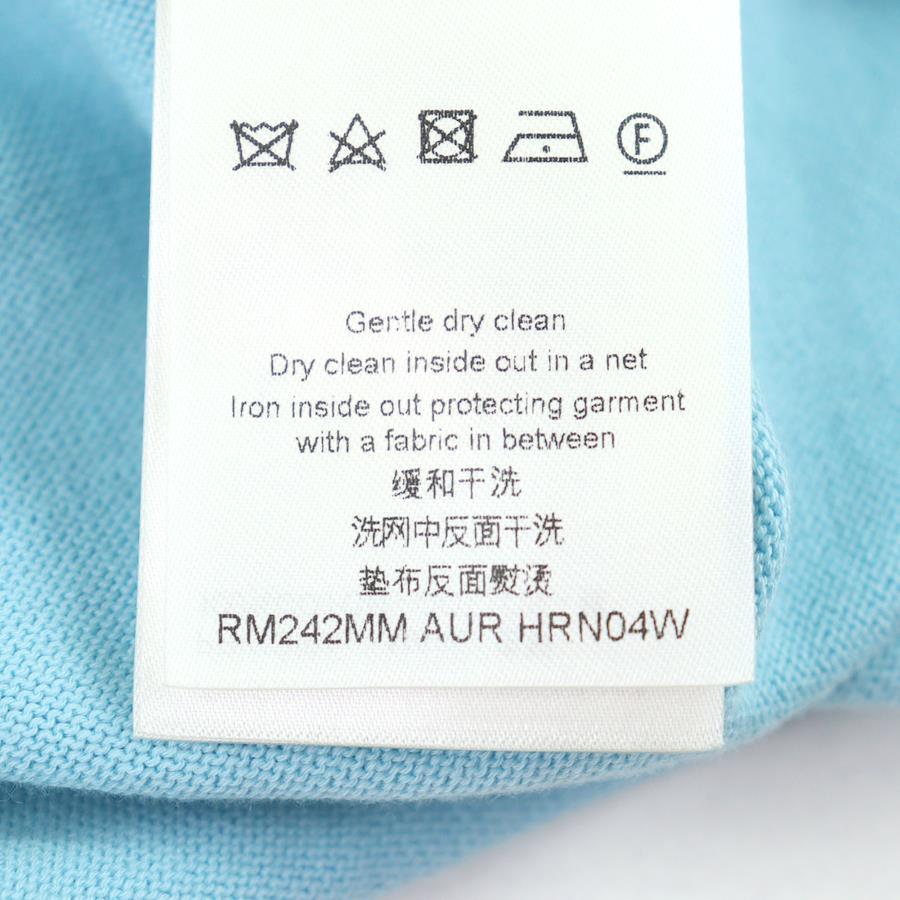 F
Gentle dry clean
Dry clean inside out in a net
Iron inside out protecting garment
with a fabric in between
缓和干洗
洗网中反面干洗
垫布反面熨烫
RM242MM AUR HRN04W